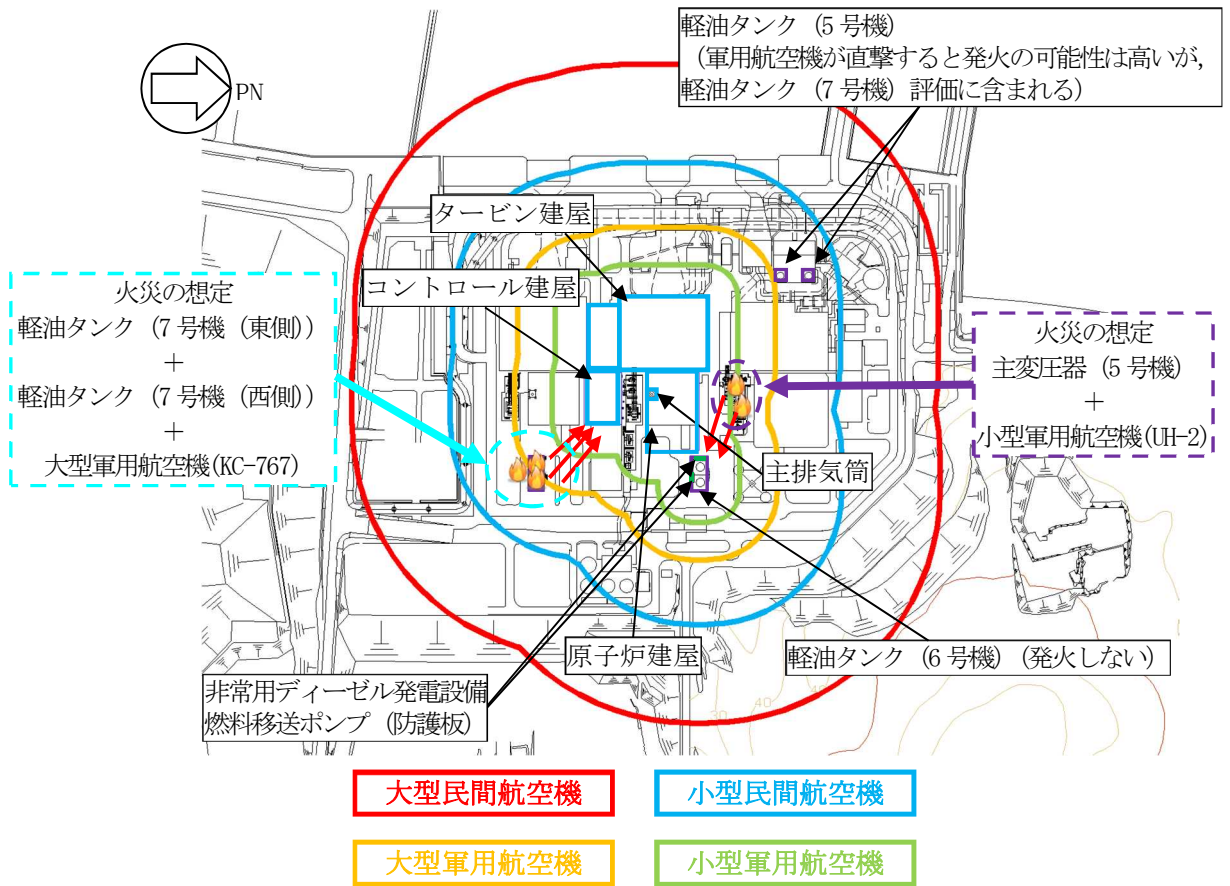 軽油タンク（5号機）
（軍用航空機が直撃すると発火の可能性は高いが，
軽油タンク（7号機）評価に含まれる）
PN
タービン建屋
コントロール建屋
火災の想定
軽油タンク（7号機（東側））
+
軽油タンク（7号機（西側））
+
大型軍用航空機(KC-767)
火災の想定
主変圧器（5号機）
+
小型軍用航空機(UH-2)
主排気筒
原子炉建屋
軽油タンク（6号機）（発火しない）
非常用ディーゼル発電設備
燃料移送ポンプ（防護板）
30
40
大型民間航空機
小型民間航空機
大型軍用航空機
小型軍用航空機